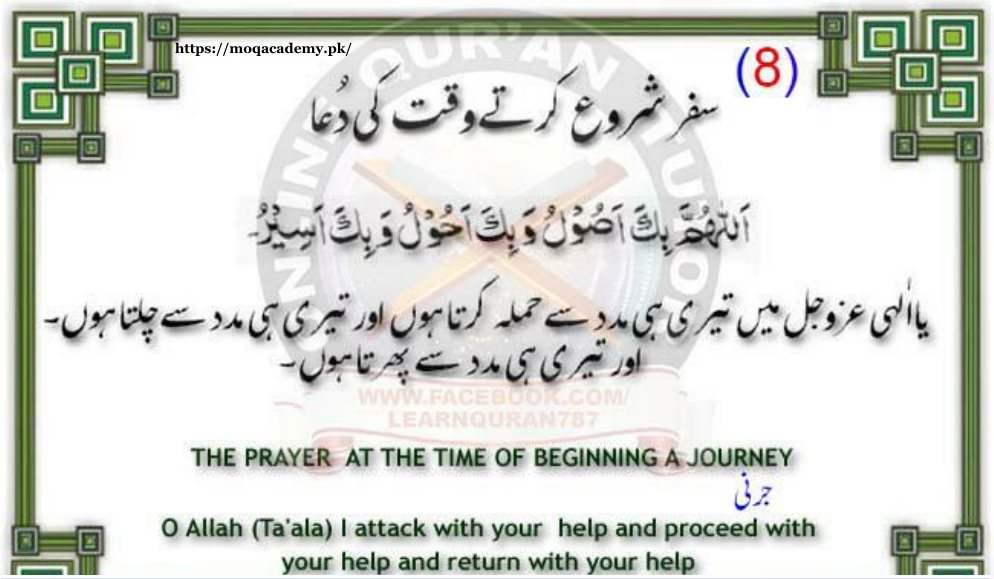 https://moqacademy.pk/
(8)
سفر شروع کرتے وقت کی دُعا
اَللّٰهُمَّ بِكَ اَصُوْلُ وَبِكَ اَحُوْلُ وَبِكَ اَسِيْرُ۔
یا اٰلہی عزوجل میں تیری ہی مدد سے حملہ کرتا ہوں اور تیری ہی مدد سے چلتا ہوں۔
اور تیری ہی مدد سے پھرتا ہوں۔
WWW.FACEBOOK.COM/
LEARNQURAN787
THE PRAYER AT THE TIME OF BEGINNING A JOURNEY
جرنی
O Allah (Ta'ala) I attack with your help and proceed with
your help and return with your help